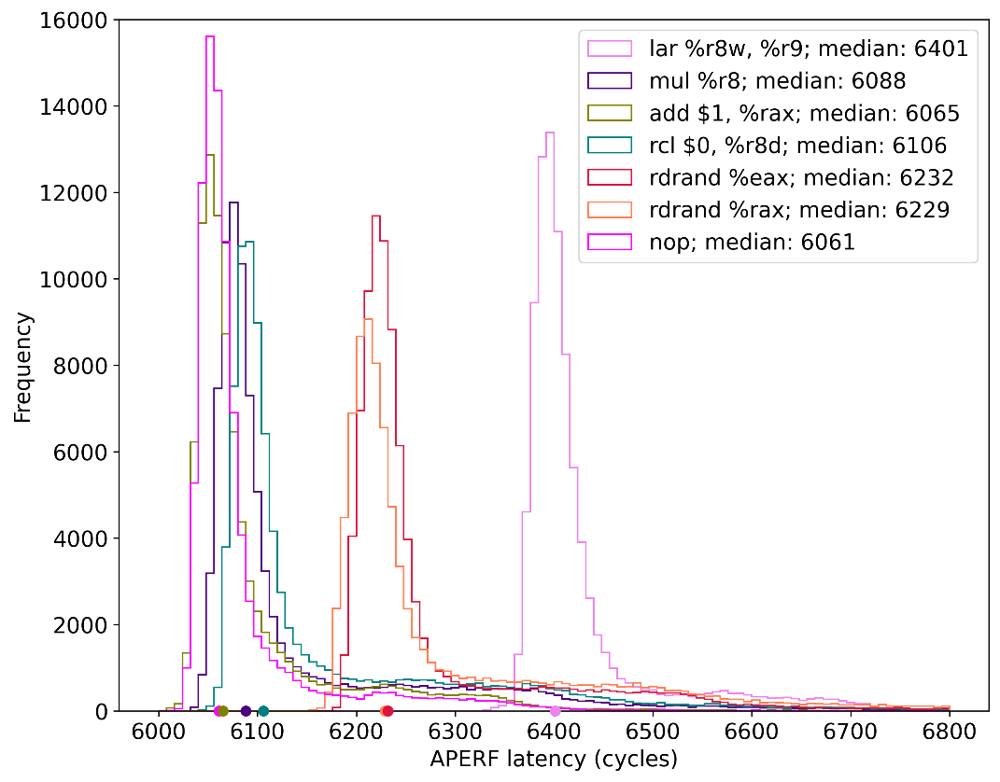 16000
14000
12000
10000
8000
6000
4000
2000
0
Frequency
lar %r8w, %r9; median: 6401
mul %r8; median: 6088
add $1, %rax; median: 6065
rcl $0, %r8d; median: 6106
rdrand %eax; median: 6232
rdrand %rax; median: 6229
nop; median: 6061
6000 6100 6200 6300 6400 6500 6600 6700 6800
APERF latency (cycles)